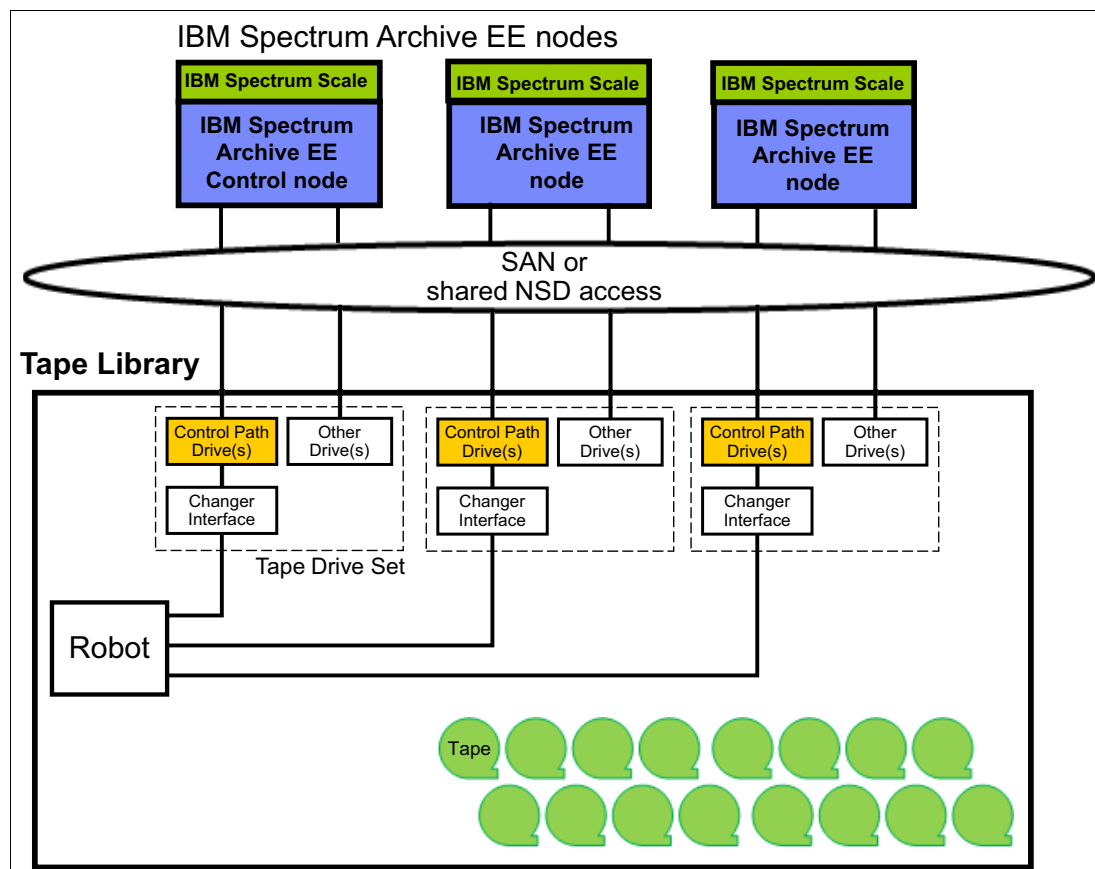 IBM Spectrum Archive EE nodes
IBM Spectrum Scale
IBM Spectrum
Archive EE
Control node
IBM Spectrum Scale
IBM Spectrum
Archive EE
node
IBM Spectrum Scale
IBM Spectrum
Archive EE
node
SAN or
shared NSD access
Tape Library
Control Path
Drive(s)
Other
Drive(s)
Changer
Interface
Control Path
Drive(s)
Other
Drive(s)
Changer
Interface
Control Path
Drive(s)
Other
Drive(s)
Changer
Interface
Tape Drive Set
Robot
Tape